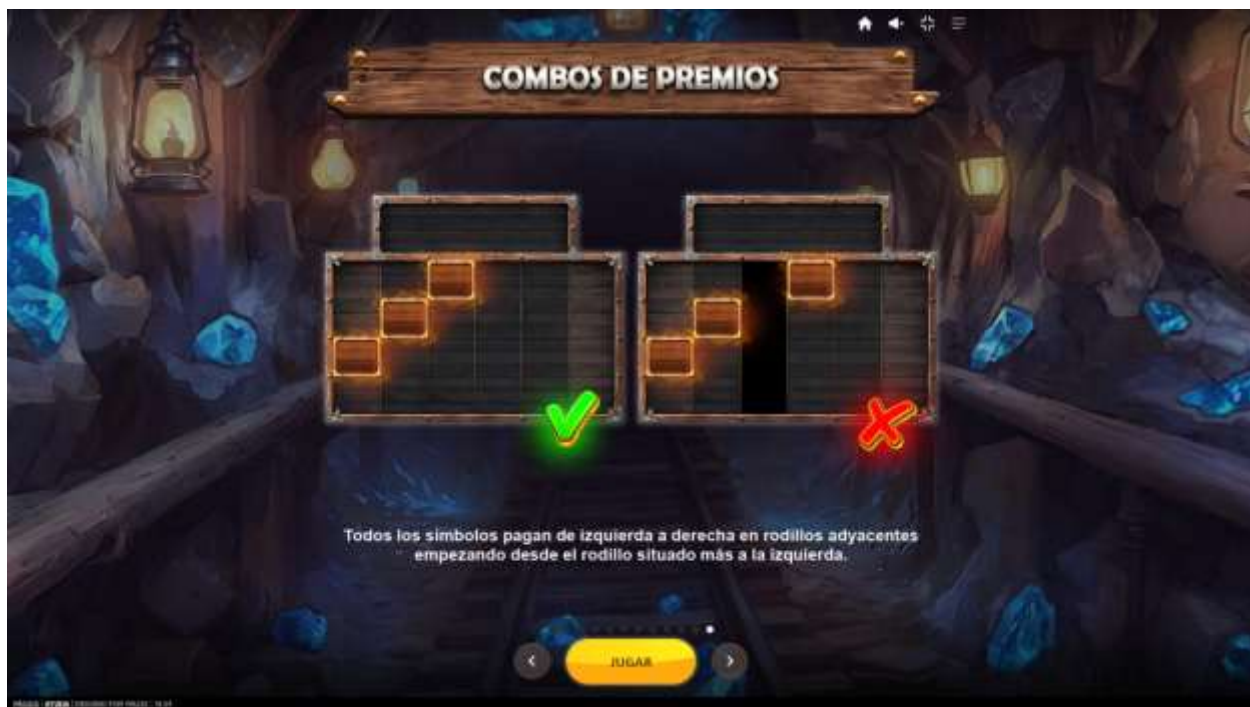 COMBOS DE PREMIOS
Todos los símbolos pagan de izquierda a derecha en rodillos adyacentes
empezando desde el rodillo situado más a la izquierda.
JUGAR